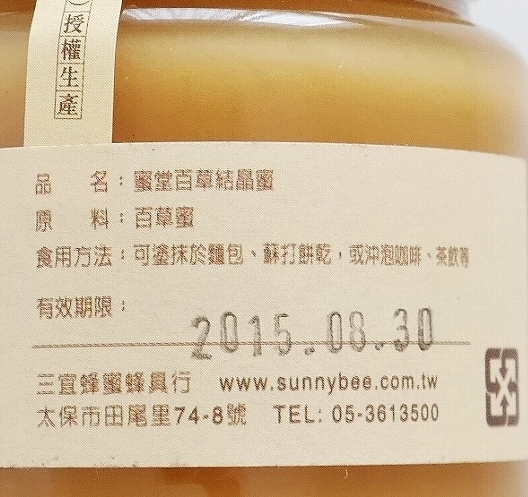 ）授權生產
品　　名：蜜堂百草結晶蜜
原　　料：百草蜜
食用方法：可塗抹於麵包、蘇打餅乾，或沖泡咖啡、茶飲等
有效期限：
2015.08.30
三宜蜂蜜蜂具行　www.sunnybee.com.tw
太保市田尾里74-8號　TEL: 05-3613500